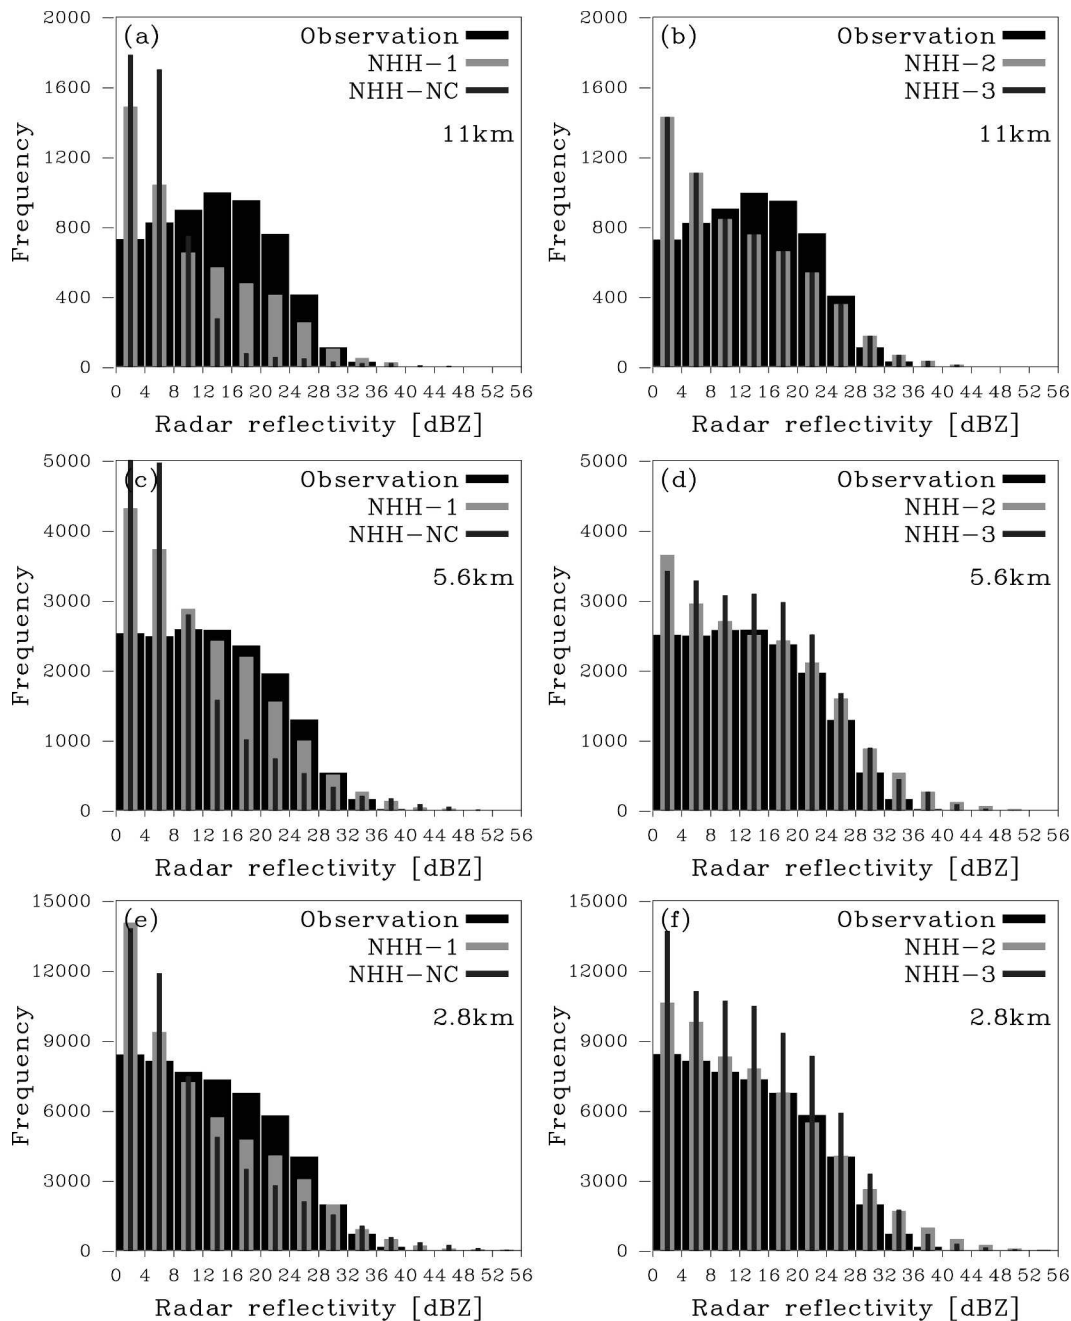 (a)
Observation
NHH-1
NHH-NC
11km
2000
1600
1200
800
400
0
Frequency
0 4 8 12 16 20 24 28 32 36 40 44 48 52 56
Radar reflectivity [dBZ]
(b)
Observation
NHH-2
NHH-3
11km
2000
1600
1200
800
400
0
Frequency
0 4 8 12 16 20 24 28 32 36 40 44 48 52 56
Radar reflectivity [dBZ]
(c)
Observation
NHH-1
NHH-NC
5.6km
5000
4000
3000
2000
1000
0
Frequency
0 4 8 12 16 20 24 28 32 36 40 44 48 52 56
Radar reflectivity [dBZ]
(d)
Observation
NHH-2
NHH-3
5.6km
5000
4000
3000
2000
1000
0
Frequency
0 4 8 12 16 20 24 28 32 36 40 44 48 52 56
Radar reflectivity [dBZ]
(e)
Observation
NHH-1
NHH-NC
2.8km
15000
12000
9000
6000
3000
0
Frequency
0 4 8 12 16 20 24 28 32 36 40 44 48 52 56
Radar reflectivity [dBZ]
(f)
Observation
NHH-2
NHH-3
2.8km
15000
12000
9000
6000
3000
0
Frequency
0 4 8 12 16 20 24 28 32 36 40 44 48 52 56
Radar reflectivity [dBZ]